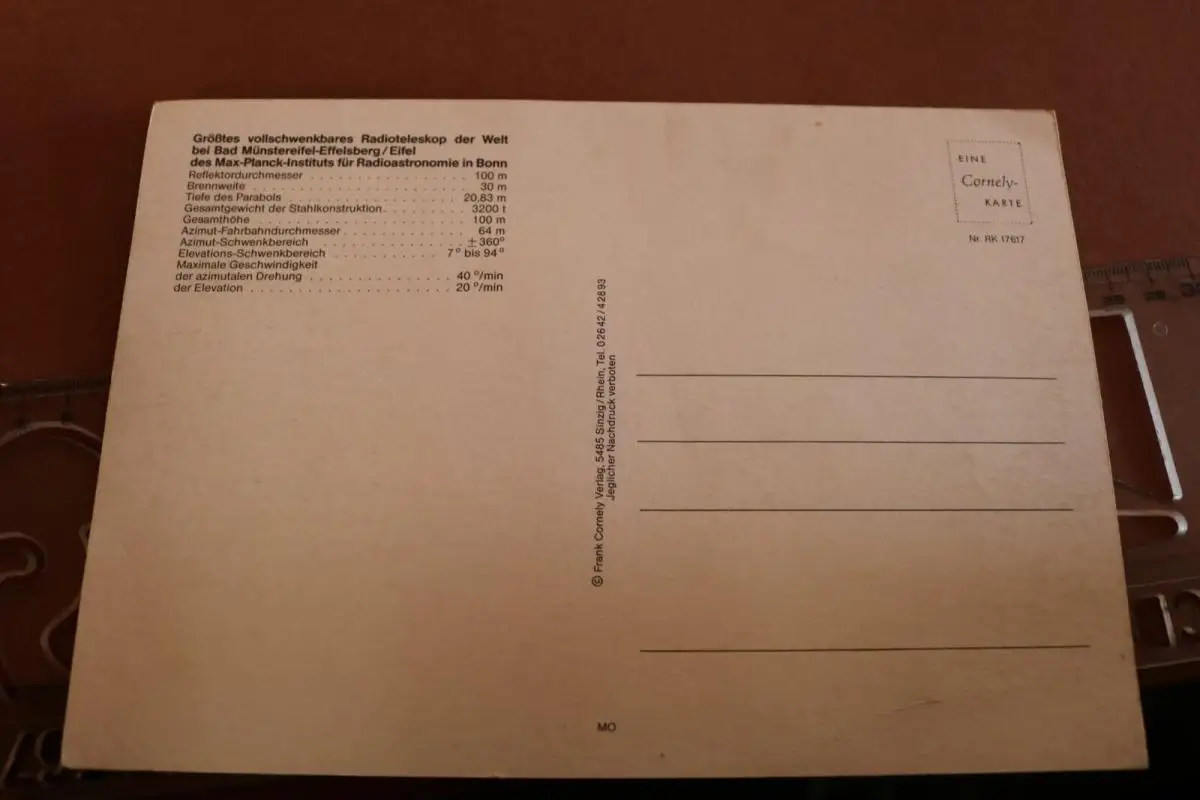 Größtes vollschwenkbares Radioteleskop der Welt
bei Bad Münstereifel-Effelsberg/Eifel
des Max-Planck-Instituts für Radioastronomie in Bonn
Reflektordurchmesser . . . . . . . . . . . . . . . . 100 m
Brennweite . . . . . . . . . . . . . . . . . . . . . 30 m
Tiefe des Parabols . . . . . . . . . . . . . . . . . 20,83 m
Gesamtgewicht der Stahlkonstruktion . . . . . . . . 3200 t
Gesamthöhe . . . . . . . . . . . . . . . . . . . . . 100 m
Azimut-Fahrbahndurchmesser . . . . . . . . . . . . 64 m
Azimut-Schwenkbereich . . . . . . . . . . . . . . . ± 360°
Elevations-Schwenkbereich . . . . . . . . . . . 7° bis 94°
Maximale Geschwindigkeit
der azimutalen Drehung . . . . . . . . . . . . . . 40 °/min
der Elevation . . . . . . . . . . . . . . . . . . . . 20 °/min
© Frank Cornely Verlag, 5485 Sinzig/Rhein, Tel. 02642/42893
Jeglicher Nachdruck verboten
EINE
Cornely-
KARTE
Nr. RK 17617
MO